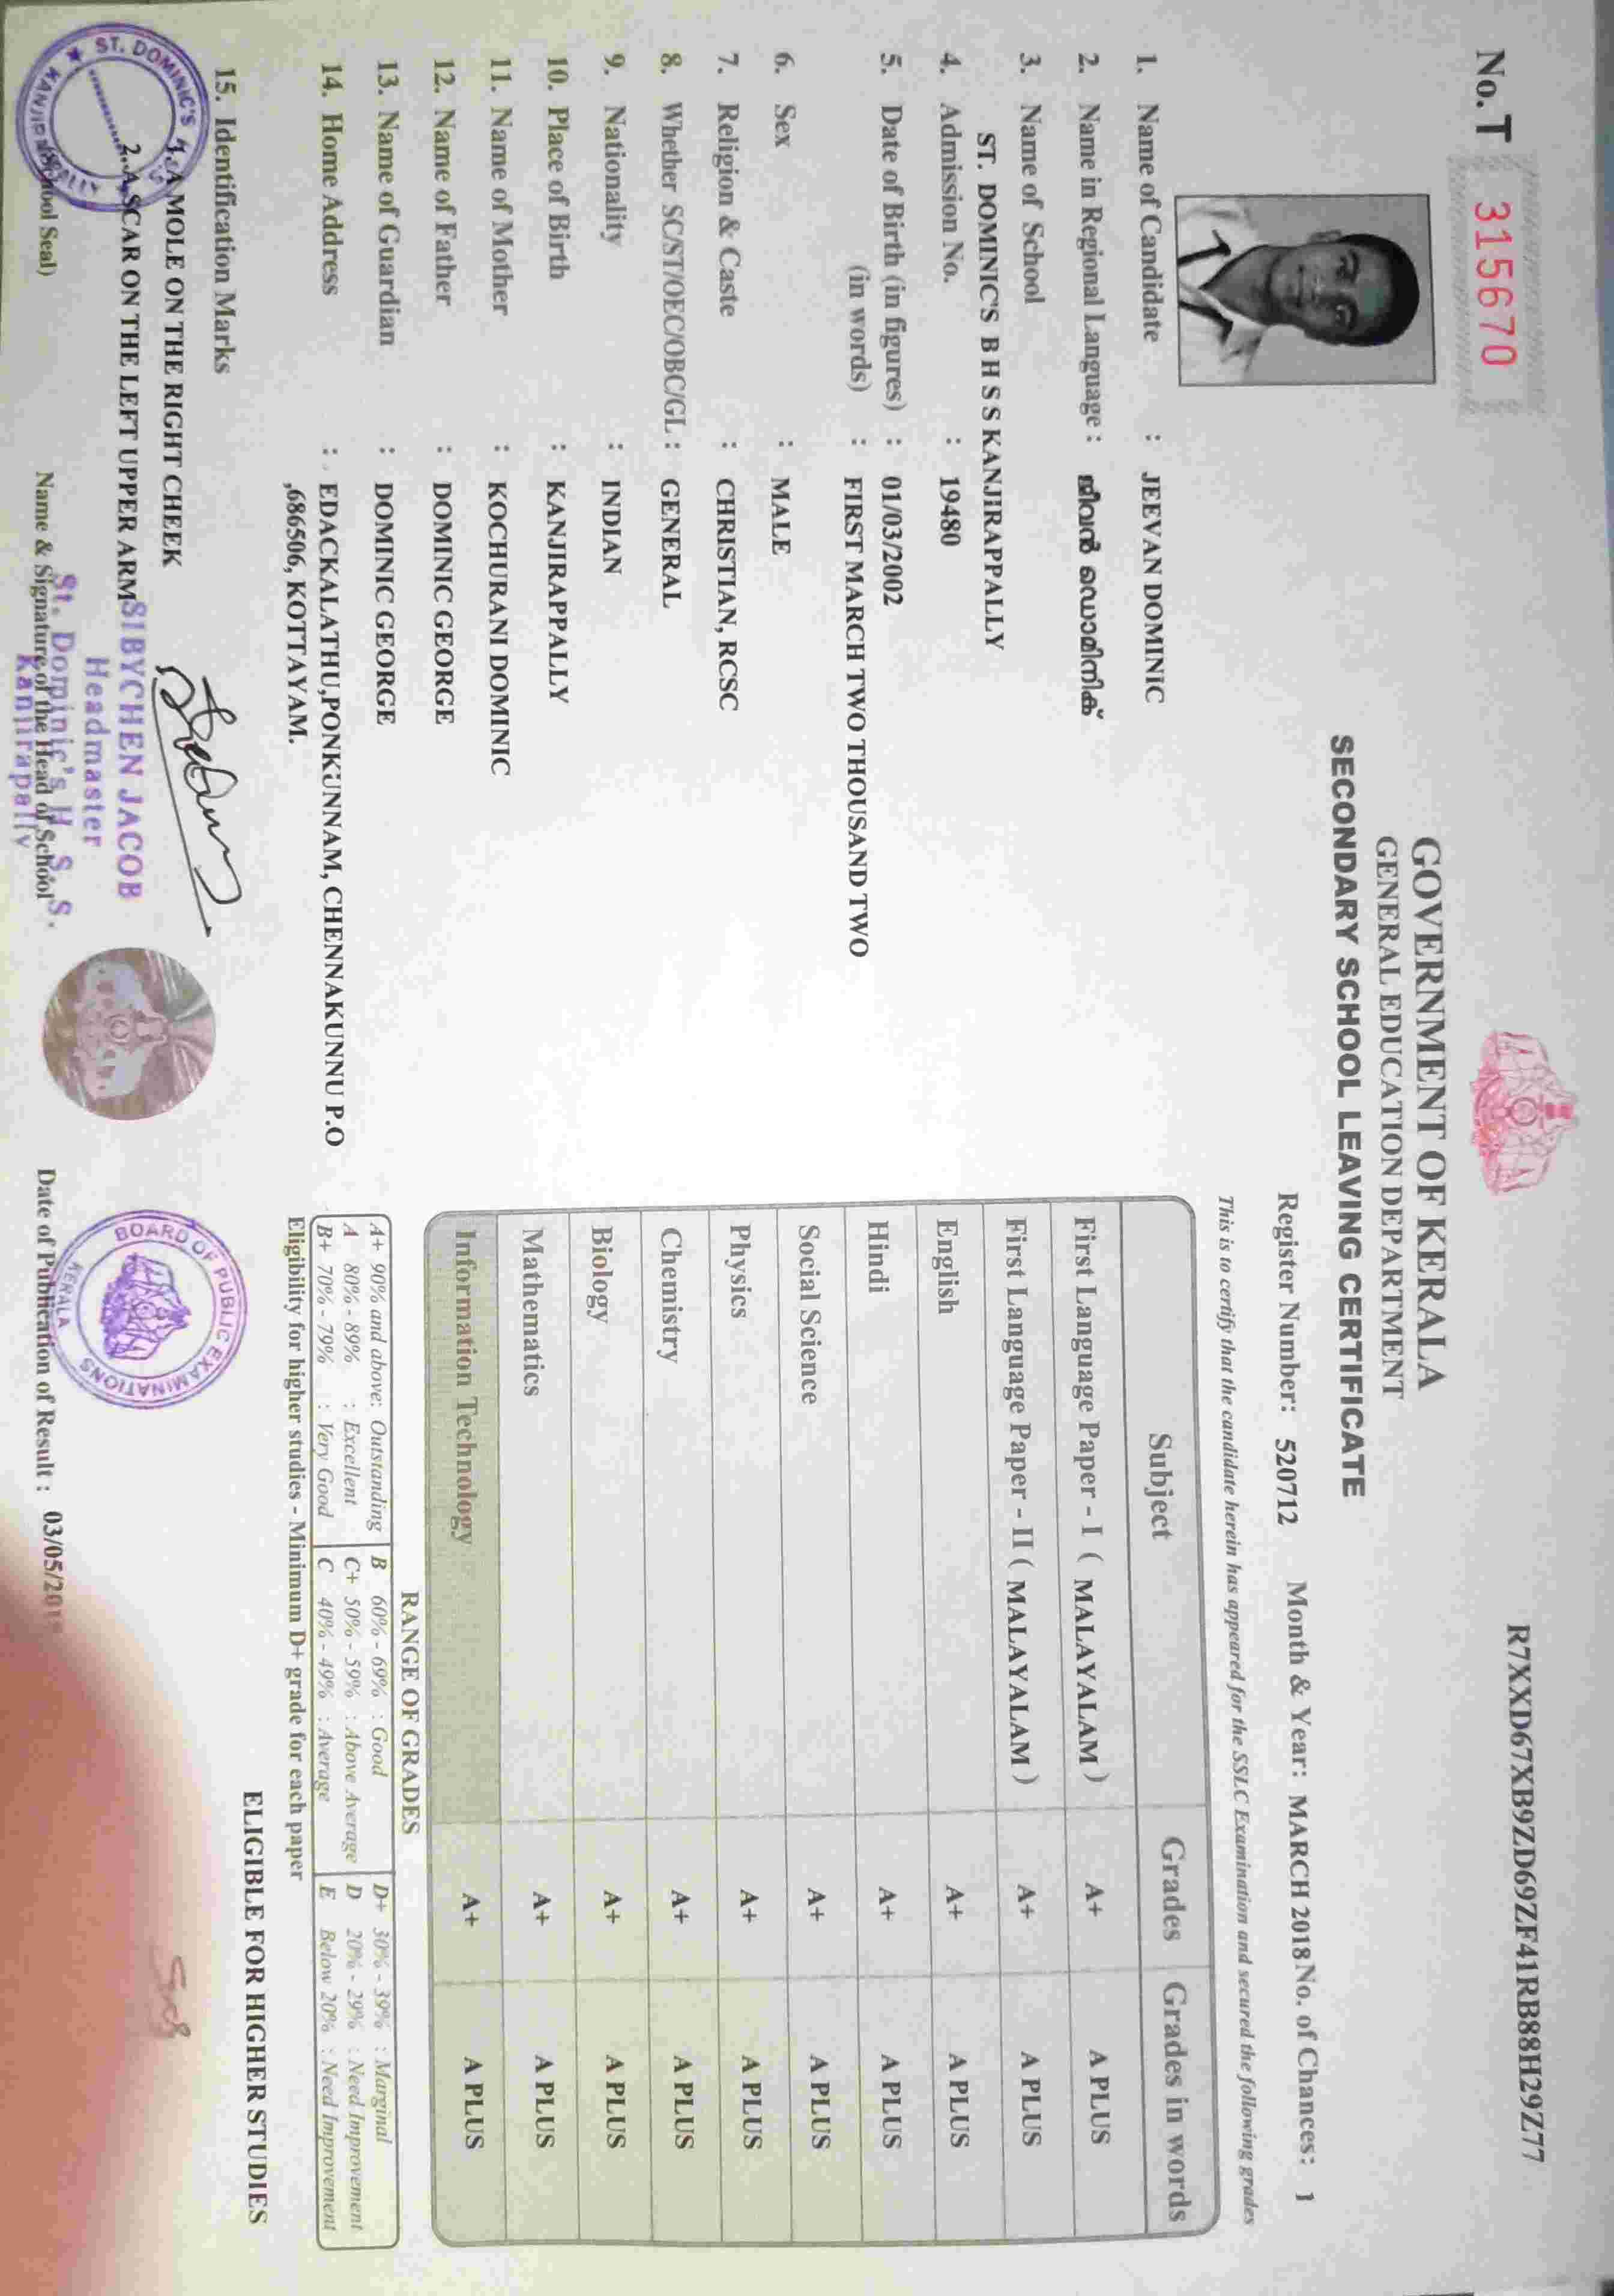 No. T 315670
R7XXD67XB9ZD69ZF41RB88H29Z77
GOVERNMENT OF KERALA
GENERAL EDUCATION DEPARTMENT
SECONDARY SCHOOL LEAVING CERTIFICATE
Register Number: 520712 Month & Year: MARCH 2018 No. of Chances: 1
This is to certify that the candidate herein has appeared for the SSLC Examination and secured the following grades
1. Name of Candidate : JEEVAN DOMINIC
2. Name in Regional Language : ജീവൻ ഡൊമിനിക്
3. Name of School
ST. DOMINIC'S B H S S KANJIRAPPALLY
4. Admission No. : 19480
5. Date of Birth (in figures) : 01/03/2002
(in words) : FIRST MARCH TWO THOUSAND TWO
6. Sex : MALE
7. Religion & Caste : CHRISTIAN, RCSC
8. Whether SC/ST/OEC/OBC/GL : GENERAL
9. Nationality : INDIAN
10. Place of Birth : KANJIRAPPALLY
11. Name of Mother : KOCHURANI DOMINIC
12. Name of Father : DOMINIC GEORGE
13. Name of Guardian : DOMINIC GEORGE
14. Home Address : EDACKALATHU,PONKUNNAM, CHENNAKUNNU P.O
,686506, KOTTAYAM.
15. Identification Marks
1. A MOLE ON THE RIGHT CHEEK
2. A SCAR ON THE LEFT UPPER ARM
ST. DOMINIC'S
(School Seal)
SIBYCHEN JACOB
Headmaster
St. Dominic's H. S. S.
Name & Signature of the Head of School
Kanjirapally
Subject Grades Grades in words
First Language Paper - I ( MALAYALAM ) A+ A PLUS
First Language Paper - II ( MALAYALAM ) A+ A PLUS
English A+ A PLUS
Hindi A+ A PLUS
Social Science A+ A PLUS
Physics A+ A PLUS
Chemistry A+ A PLUS
Biology A+ A PLUS
Mathematics A+ A PLUS
Information Technology A+ A PLUS
RANGE OF GRADES
A+ 90% and above: Outstanding B 60% - 69% : Good D+ 30% - 39% : Marginal
A 80% - 89% : Excellent C+ 50% - 59% : Above Average D 20% - 29% : Need Improvement
B+ 70% - 79% : Very Good C 40% - 49% : Average E Below 20% : Need Improvement
Eligibility for higher studies - Minimum D+ grade for each paper
ELIGIBLE FOR HIGHER STUDIES
BOARD OF PUBLIC EXAMINATIONS
KERALA
Date of Publication of Result : 03/05/201